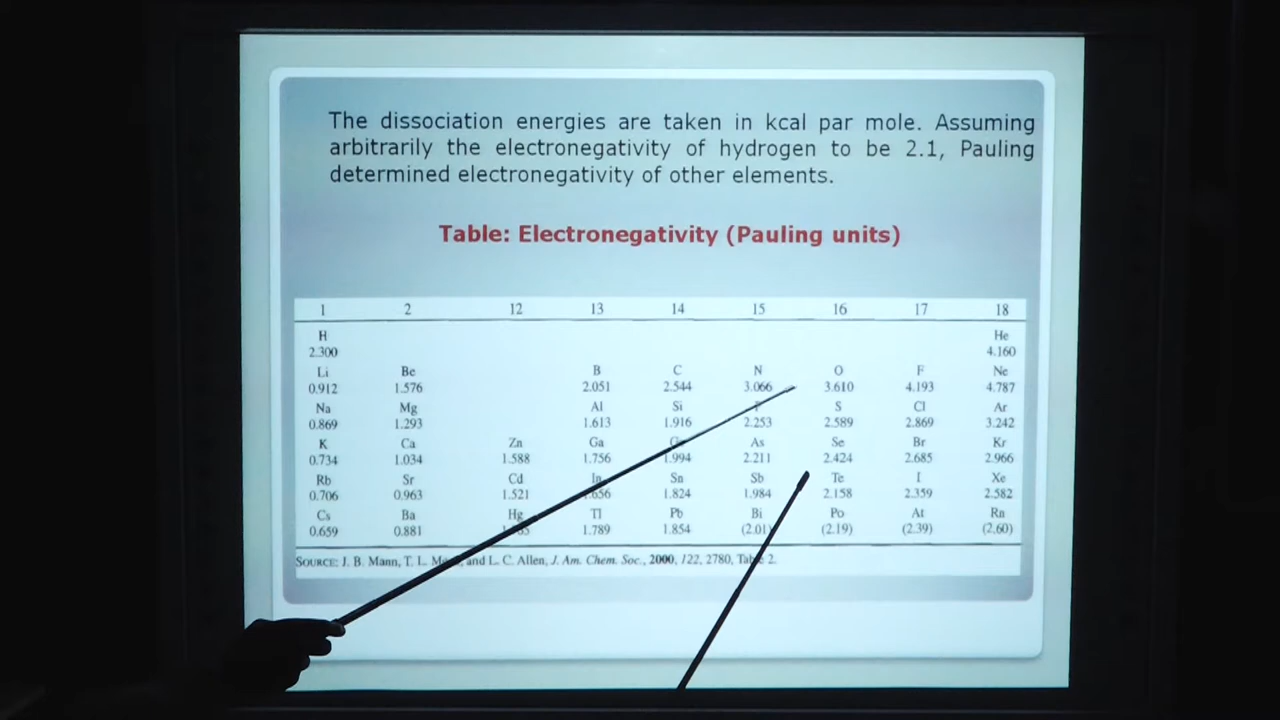 The dissociation energies are taken in kcal par mole. Assuming
arbitrarily the electronegativity of hydrogen to be 2.1, Pauling
determined electronegativity of other elements.
Table: Electronegativity (Pauling units)
1 2 12 13 14 15 16 17 18
H He
2.300 4.160
Li Be B C N O F Ne
0.912 1.576 2.051 2.544 3.066 3.610 4.193 4.787
Na Mg Al Si P S Cl Ar
0.869 1.293 1.613 1.916 2.253 2.589 2.869 3.242
K Ca Zn Ga As Se Br Kr
0.734 1.034 1.588 1.756 1.994 2.211 2.424 2.685 2.966
Rb Sr Cd In Sn Sb Te I Xe
0.706 0.963 1.521 1.824 1.984 2.158 2.359 2.582
Cs Ba Hg Tl Pb Bi Po At Rn
0.659 0.881 1.789 1.854 (2.01) (2.19) (2.39) (2.60)
SOURCE: J. B. Mann, T. L. and L. C. Allen, J. Am. Chem. Soc., 2000, 122, 2780, Table 2.